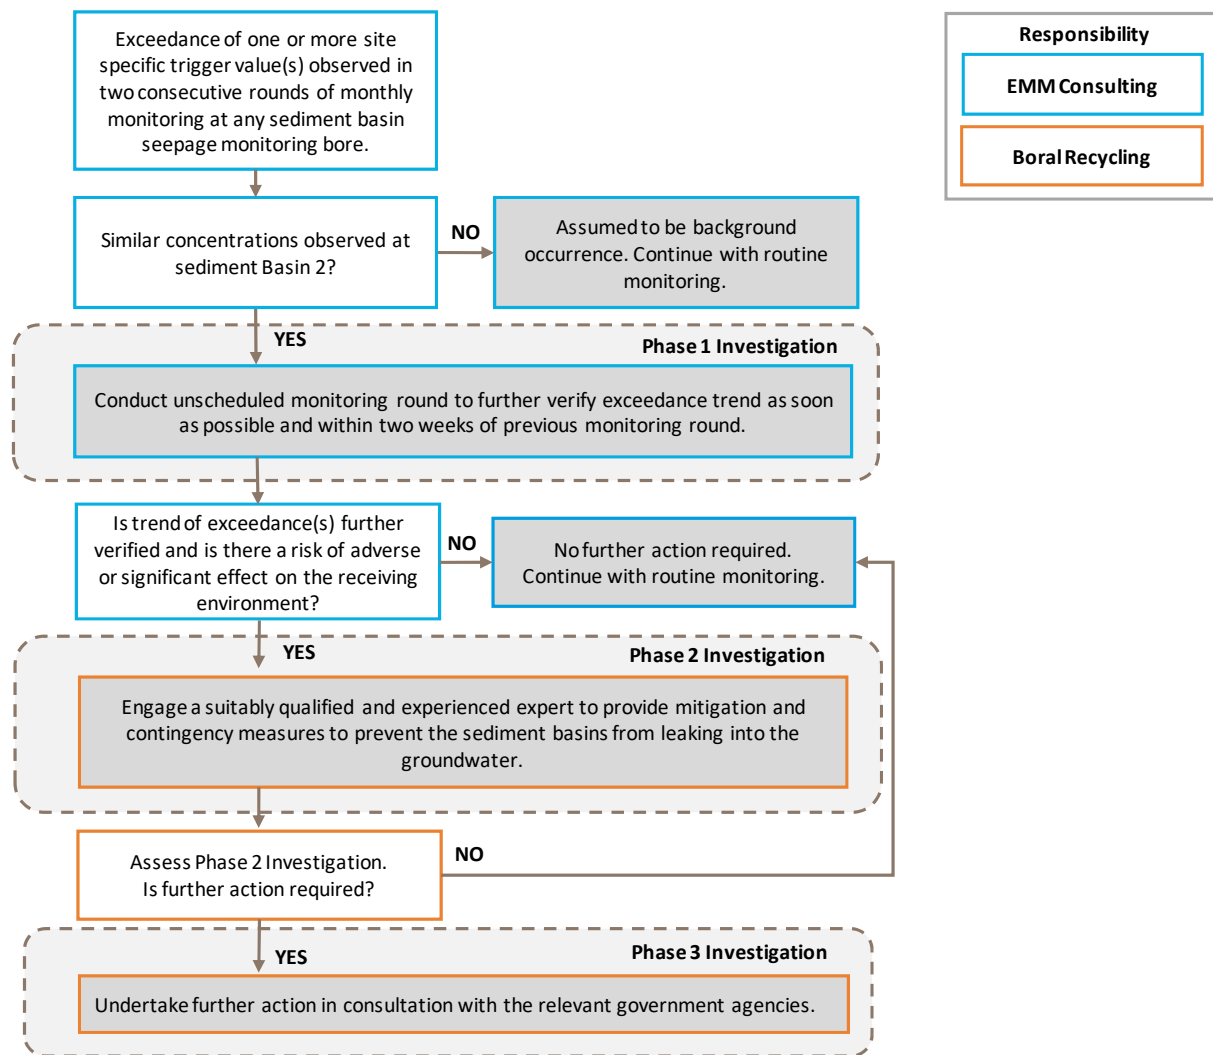 Exceedance of one or more site
specific trigger value(s) observed in
two consecutive rounds of monthly
monitoring at any sediment basin
seepage monitoring bore.
Responsibility
EMM Consulting
Boral Recycling
Similar concentrations observed at
sediment Basin 2?
NO
Assumed to be background
occurrence. Continue with routine
monitoring.
YES
Phase 1 Investigation
Conduct unscheduled monitoring round to further verify exceedance trend as soon
as possible and within two weeks of previous monitoring round.
Is trend of exceedance(s) further
verified and is there a risk of adverse
or significant effect on the receiving
environment?
NO
No further action required.
Continue with routine monitoring.
YES
Phase 2 Investigation
Engage a suitably qualified and experienced expert to provide mitigation and
contingency measures to prevent the sediment basins from leaking into the
groundwater.
Assess Phase 2 Investigation.
Is further action required?
NO
YES
Phase 3 Investigation
Undertake further action in consultation with the relevant government agencies.